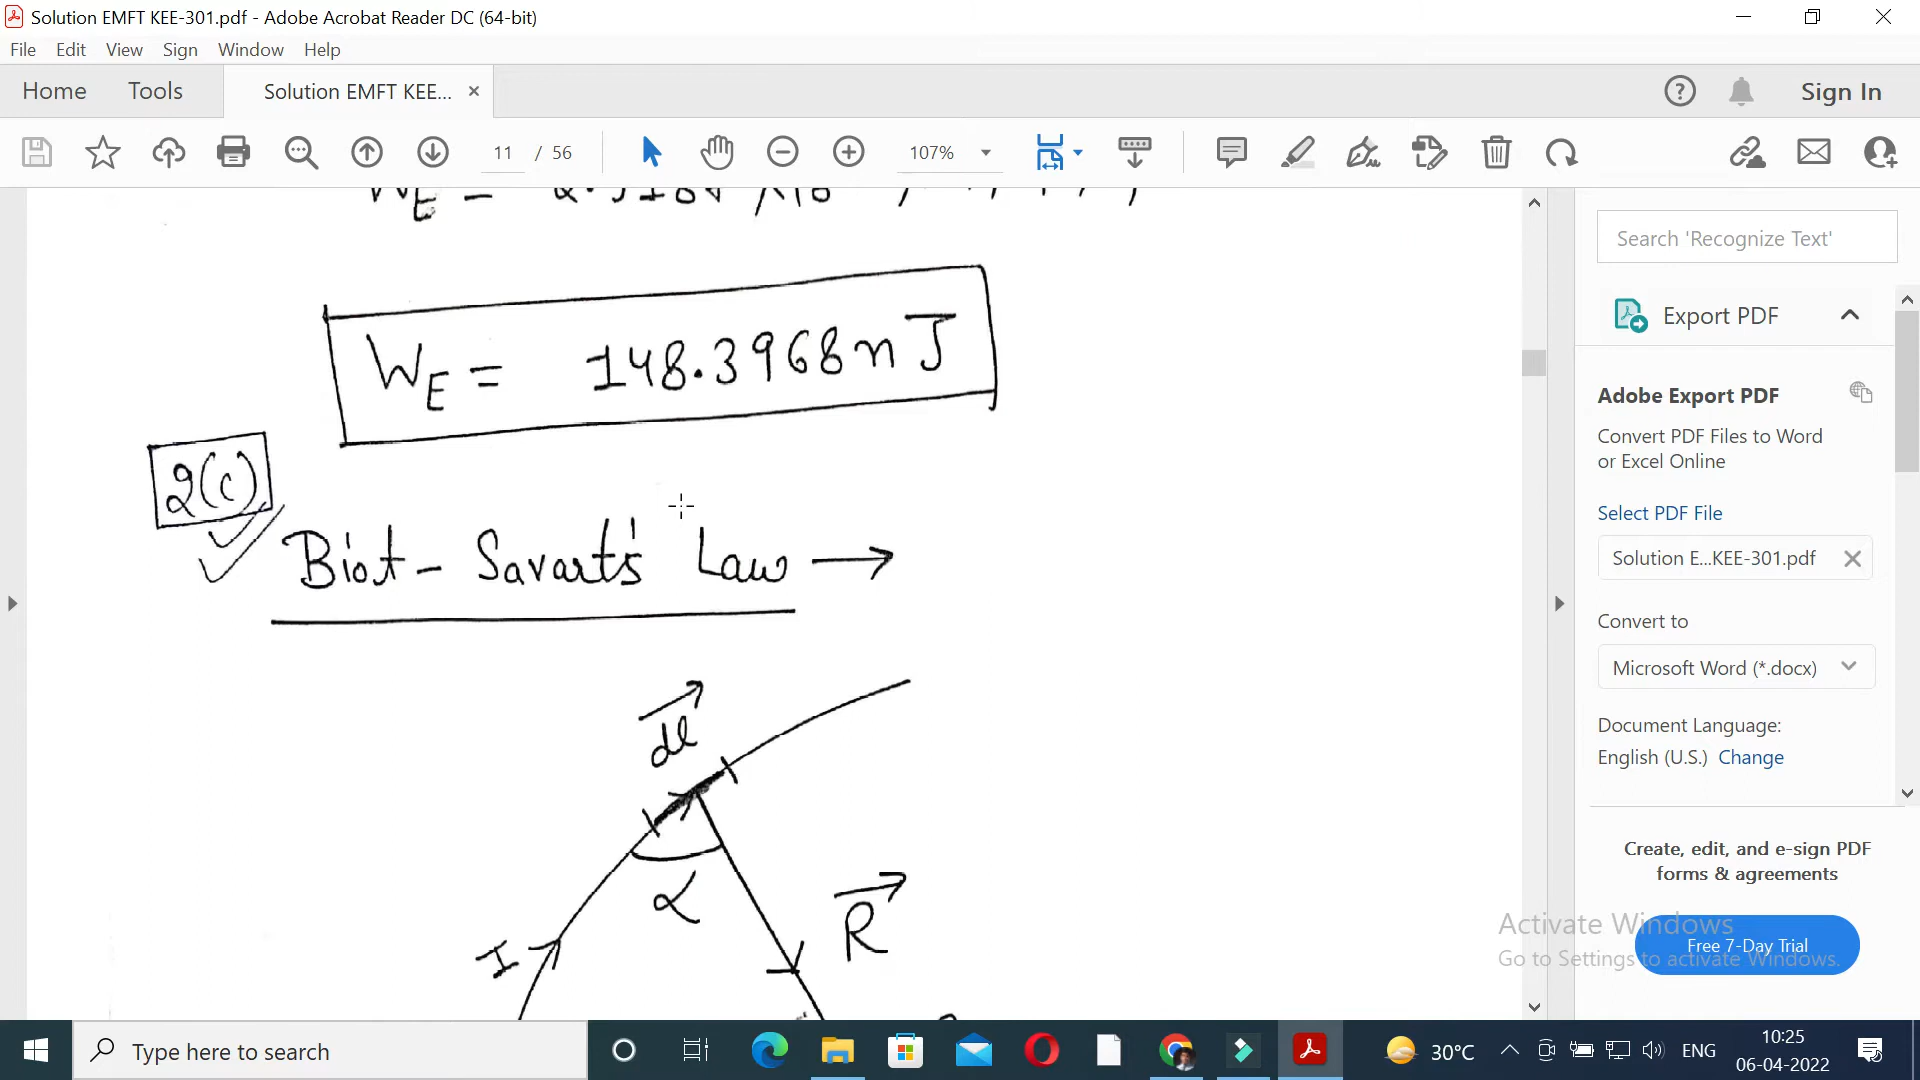 Solution EMFT KEE-301.pdf - Adobe Acrobat Reader DC (64-bit)
File Edit View Sign Window Help
Home Tools Solution EMFT KEE... × Sign In
11 / 56 107%
Search 'Recognize Text'
W_E =
W_E = 148.3968 nJ
2(c)
Biot - Savart's Law →
dl
α
R
I
Export PDF
Adobe Export PDF
Convert PDF Files to Word
or Excel Online
Select PDF File
Solution E...KEE-301.pdf
Convert to
Microsoft Word (*.docx)
Document Language:
English (U.S.) Change
Create, edit, and e-sign PDF
forms & agreements
Free 7-Day Trial
Activate Windows
Go to Settings to activate Windows.
Type here to search
30°C
ENG
10:25
06-04-2022